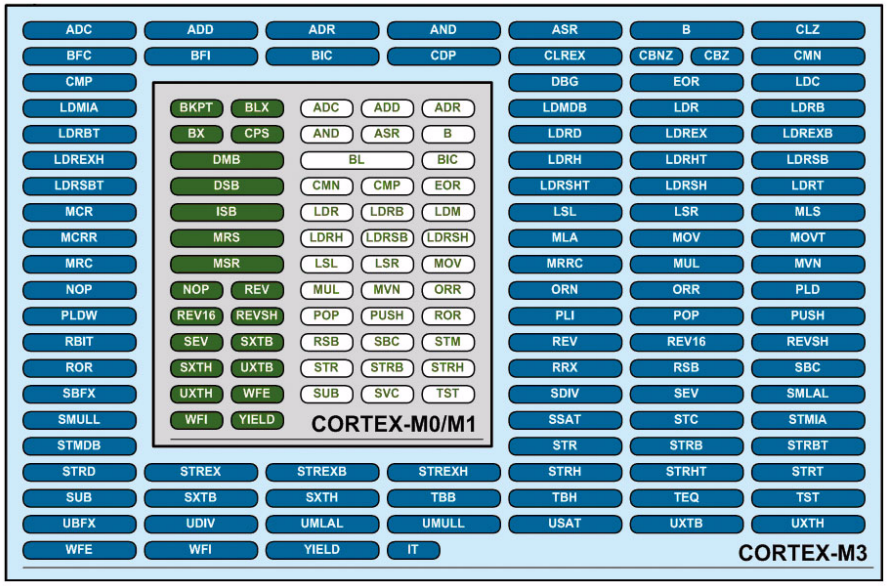 ADC ADD ADR AND ASR B CLZ
BFC BFI BIC CDP CLREX CBNZ CBZ CMN
CMP DBG EOR LDC
LDMIA BKPT BLX ADC ADD ADR LDMDB LDR LDRB
LDRBT BX CPS AND ASR B LDRD LDREX LDREXB
LDREXH DMB BL BIC LDRH LDRHT LDRSB
LDRSBT DSB CMN CMP EOR LDRSHT LDRSH LDRT
MCR ISB LDR LDRB LDM LSL LSR MLS
MCRR MRS LDRH LDRSB LDRSH MLA MOV MOVT
MRC MSR LSL LSR MOV MRRC MUL MVN
NOP NOP REV MUL MVN ORR ORN ORR PLD
PLDW REV16 REVSH POP PUSH ROR PLI POP PUSH
RBIT SEV SXTB RSB SBC STM REV REV16 REVSH
ROR SXTH UXTB STR STRB STRH RRX RSB SBC
SBFX UXTH WFE SUB SVC TST SDIV SEV SMLAL
SMULL WFI YIELD CORTEX-M0/M1 SSAT STC STMIA
STMDB STR STRB STRBT
STRD STREX STREXB STREXH STRH STRHT STRT
SUB SXTB SXTH TBB TBH TEQ TST
UBFX UDIV UMLAL UMULL USAT UXTB UXTH
WFE WFI YIELD IT CORTEX-M3